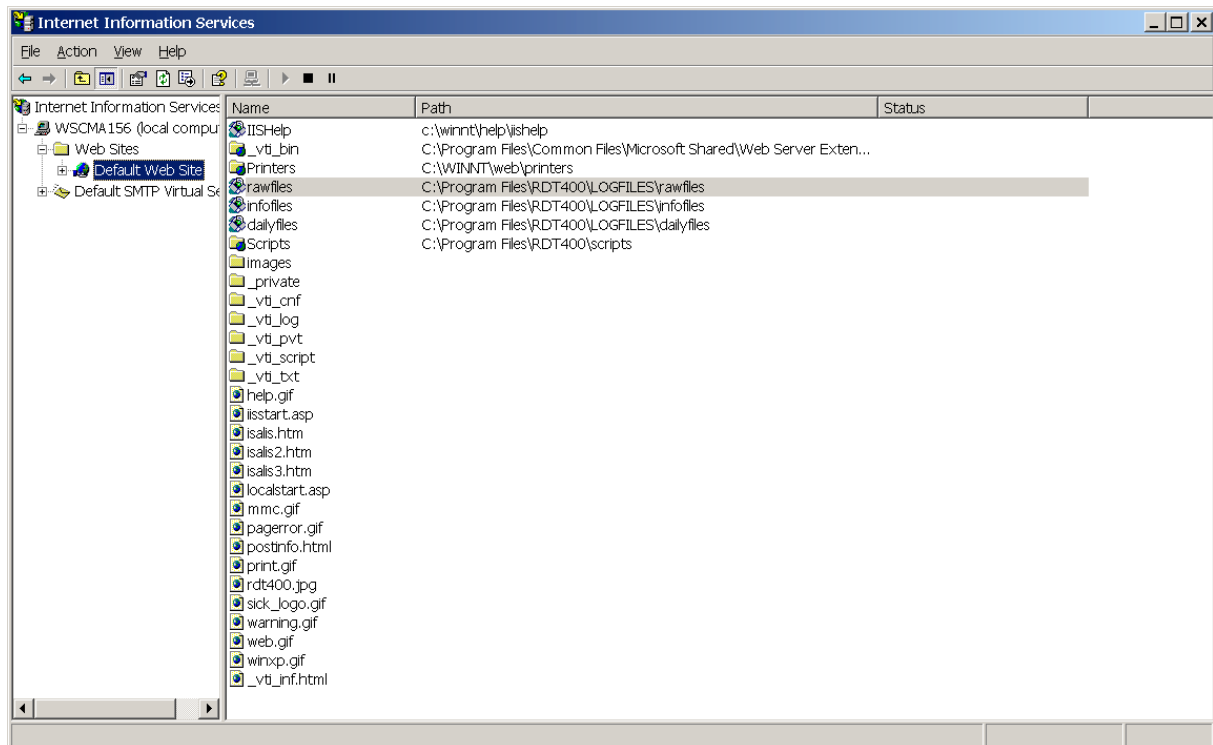 Internet Information Services
File Action View Help
Internet Information Services
WSCMA156 (local compur
Web Sites
Default Web Site
Default SMTP Virtual Se
Name Path Status
IISHelp c:\winnt\help\iishelp
_vti_bin C:\Program Files\Common Files\Microsoft Shared\Web Server Exten...
Printers C:\WINNT\web\printers
rawfiles C:\Program Files\RDT400\LOGFILES\rawfiles
infofiles C:\Program Files\RDT400\LOGFILES\infofiles
dailyfiles C:\Program Files\RDT400\LOGFILES\dailyfiles
Scripts C:\Program Files\RDT400\scripts
images
_private
_vti_cnf
_vti_log
_vti_pvt
_vti_script
_vti_txt
help.gif
iisstart.asp
isalis.htm
isalis2.htm
isalis3.htm
localstart.asp
mmc.gif
pagerror.gif
postinfo.html
print.gif
rdt400.jpg
sick_logo.gif
warning.gif
web.gif
winxp.gif
_vti_inf.html